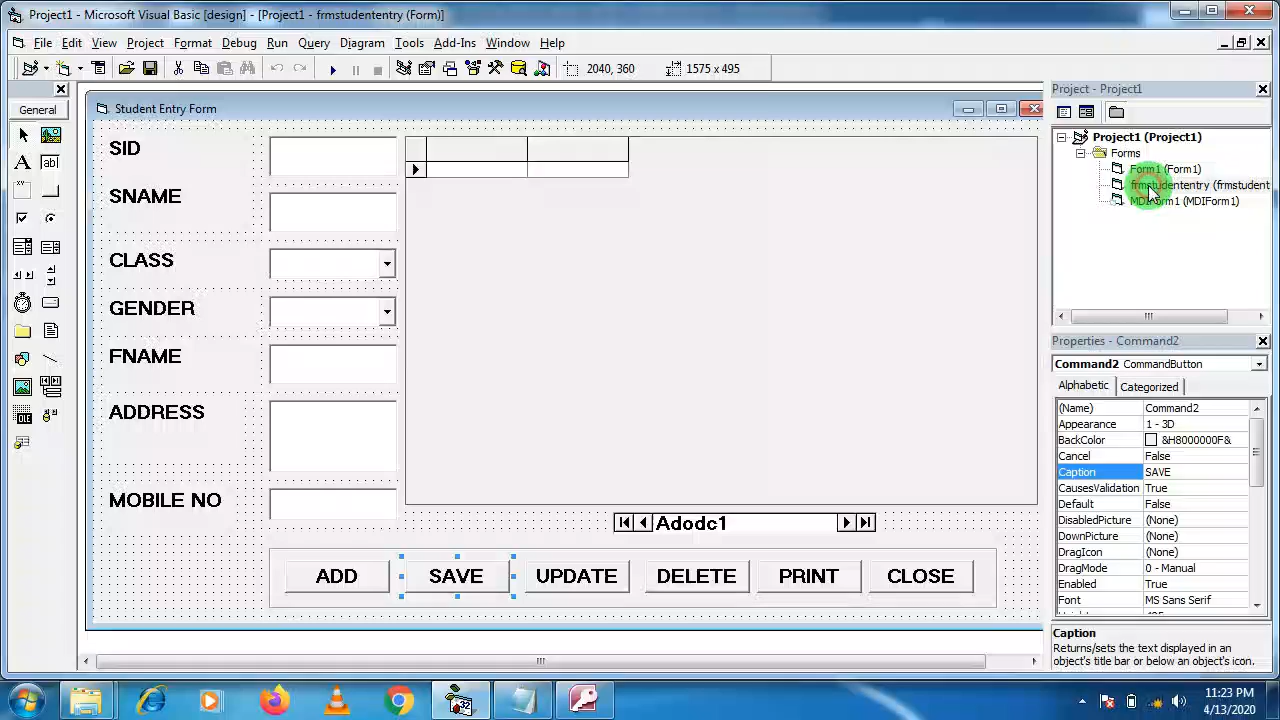 Project1 - Microsoft Visual Basic [design] - [Project1 - frmstudententry (Form)]
File Edit View Project Format Debug Run Query Diagram Tools Add-Ins Window Help
2040, 360 1575 x 495
General
Student Entry Form
SID
SNAME
CLASS
GENDER
FNAME
ADDRESS
MOBILE NO
Adodc1
ADD SAVE UPDATE DELETE PRINT CLOSE
Project - Project1
Project1 (Project1)
Forms
Form1 (Form1)
frmstudententry (frmstudent
MDIForm1 (MDIForm1)
Properties - Command2
Command2 CommandButton
Alphabetic Categorized
(Name) Command2
Appearance 1 - 3D
BackColor &H8000000F&
Cancel False
Caption SAVE
CausesValidation True
Default False
DisabledPicture (None)
DownPicture (None)
DragIcon (None)
DragMode 0 - Manual
Enabled True
Font MS Sans Serif
Caption
Returns/sets the text displayed in
an object's title bar or below an object's icon.
11:23 PM
4/13/2020